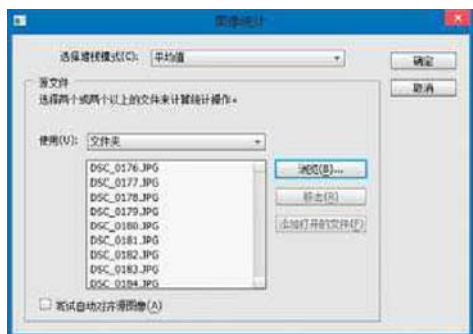 图像统计
选择堆栈模式(C): 平均值
确定
取消
源文件
选择两个或两个以上的文件来计算统计操作。
使用(U): 文件夹
DSC_0176.JPG
DSC_0177.JPG
DSC_0178.JPG
DSC_0179.JPG
DSC_0180.JPG
DSC_0181.JPG
DSC_0182.JPG
DSC_0183.JPG
DSC_0184.JPG
浏览(B)...
移去(R)
添加打开的文件(F)
尝试自动对齐源图像(A)